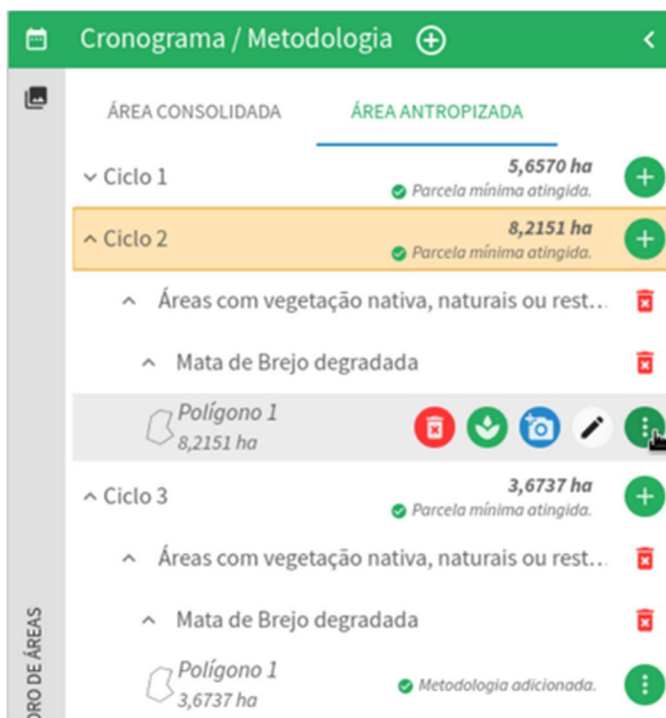 Cronograma / Metodologia
ÁREA CONSOLIDADA ÁREA ANTROPIZADA
Ciclo 1 5,6570 ha
Parcela mínima atingida.
Ciclo 2 8,2151 ha
Parcela mínima atingida.
Áreas com vegetação nativa, naturais ou rest...
Mata de Brejo degradada
Polígono 1
8,2151 ha
Ciclo 3 3,6737 ha
Parcela mínima atingida.
Áreas com vegetação nativa, naturais ou rest...
Mata de Brejo degradada
Polígono 1
3,6737 ha Metodologia adicionada.
DE ÁREAS